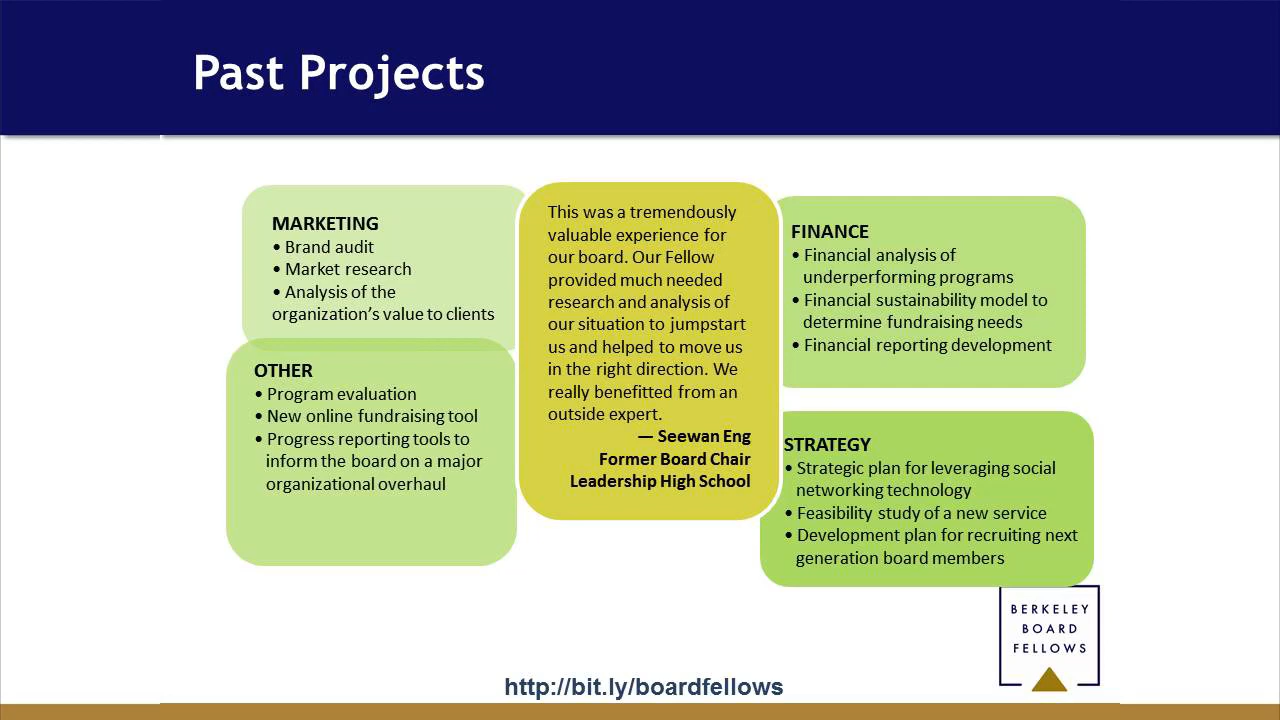 Past Projects
MARKETING
• Brand audit
• Market research
• Analysis of the
organization's value to clients
OTHER
• Program evaluation
• New online fundraising tool
• Progress reporting tools to
inform the board on a major
organizational overhaul
This was a tremendously
valuable experience for
our board. Our Fellow
provided much needed
research and analysis of
our situation to jumpstart
us and helped to move us
in the right direction. We
really benefitted from an
outside expert.
— Seewan Eng
Former Board Chair
Leadership High School
FINANCE
• Financial analysis of
underperforming programs
• Financial sustainability model to
determine fundraising needs
• Financial reporting development
STRATEGY
• Strategic plan for leveraging social
networking technology
• Feasibility study of a new service
• Development plan for recruiting next
generation board members
BERKELEY
BOARD
FELLOWS
http://bit.ly/boardfellows